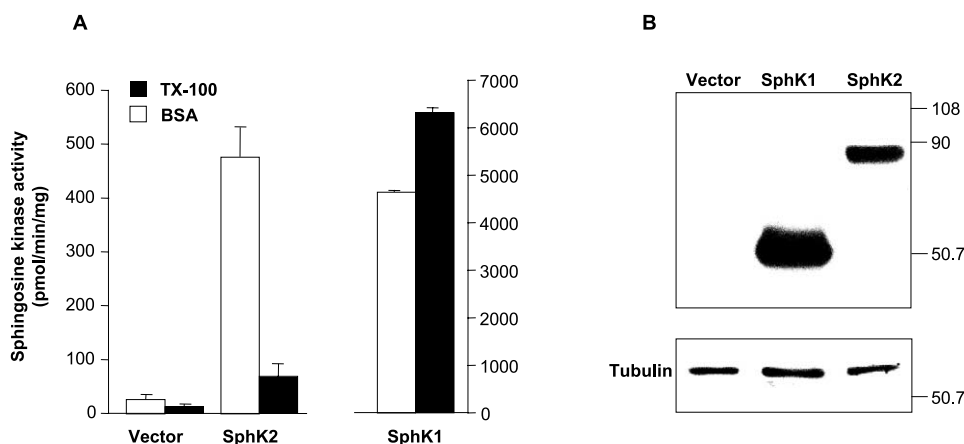 A
Sphingosine kinase activity
(pmol/min/mg)
600
500
400
300
200
100
0
TX-100
BSA
Vector
SphK2
7000
6000
5000
4000
3000
2000
1000
0
SphK1
B
Vector SphK1 SphK2
108
90
50.7
Tubulin
50.7